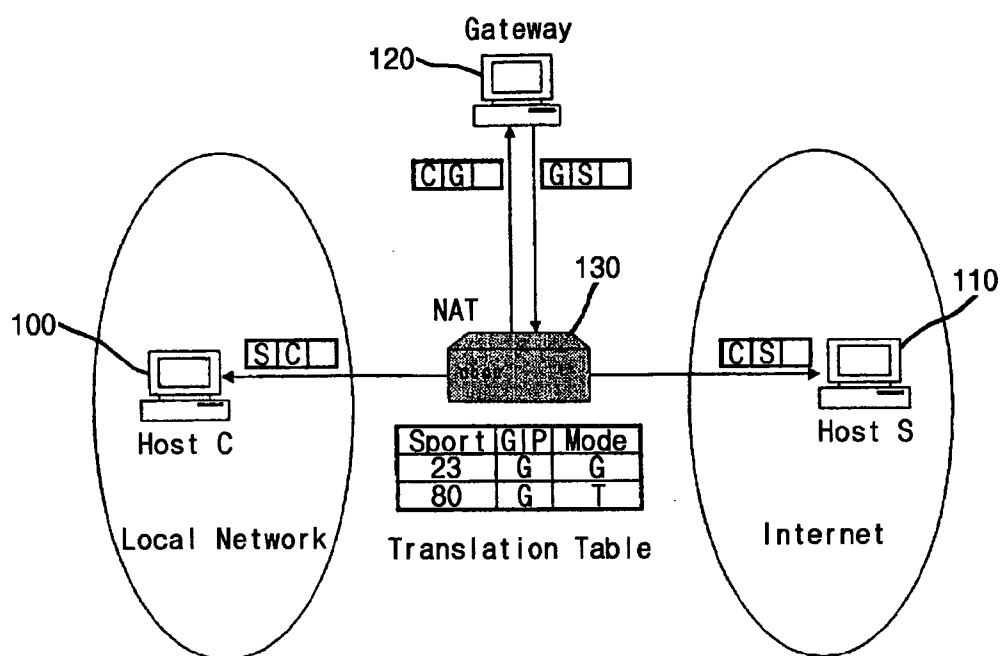 Gateway
120
C G
G S
130
110
NAT
100
S C
C S
Host C
Host S
Sport GIP Mode
23 G G
80 G T
Local Network
Translation Table
Internet